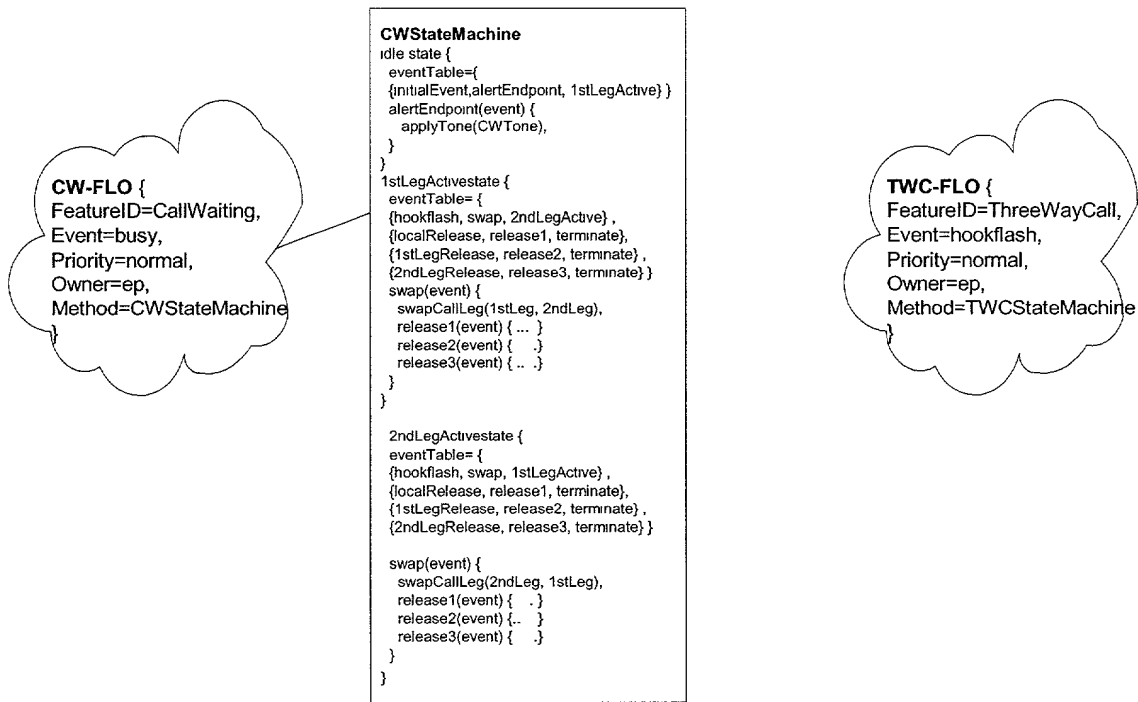 CW-FLO {
FeatureID=CallWaiting,
Event=busy,
Priority=normal,
Owner=ep,
Method=CWStateMachine
}
CWStateMachine
idle state {
eventTable={
{initialEvent,alertEndpoint, 1stLegActive} }
alertEndpoint(event) {
applyTone(CWTone),
}
}
1stLegActivestate {
eventTable= {
{hookflash, swap, 2ndLegActive} ,
{localRelease, release1, terminate},
{1stLegRelease, release2, terminate} ,
{2ndLegRelease, release3, terminate} }
swap(event) {
swapCallLeg(1stLeg, 2ndLeg),
release1(event) { ... }
release2(event) { .}
release3(event) { .. .}
}
}
2ndLegActivestate {
eventTable= {
{hookflash, swap, 1stLegActive} ,
{localRelease, release1, terminate},
{1stLegRelease, release2, terminate} ,
{2ndLegRelease, release3, terminate} }
swap(event) {
swapCallLeg(2ndLeg, 1stLeg),
release1(event) { . }
release2(event) {.. }
release3(event) { .}
}
}
TWC-FLO {
FeatureID=ThreeWayCall,
Event=hookflash,
Priority=normal,
Owner=ep,
Method=TWCStateMachine
}